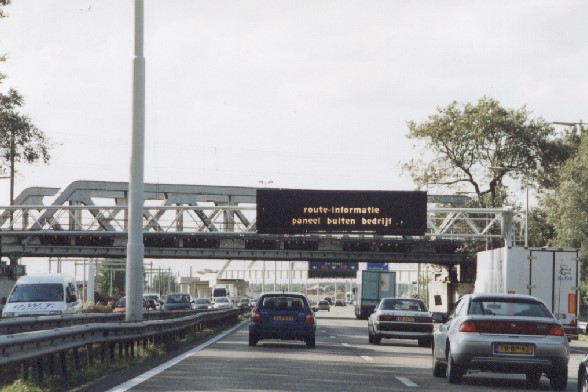 route-informatie
paneel buiten bedrijf